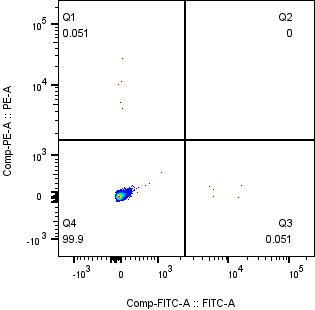 Q1
0.051
Q2
0
10^5
10^4
10^3
0
-10^3
Comp-PE-A :: PE-A
Q4
99.9
Q3
0.051
-10^3
0
10^3
10^4
10^5
Comp-FITC-A :: FITC-A